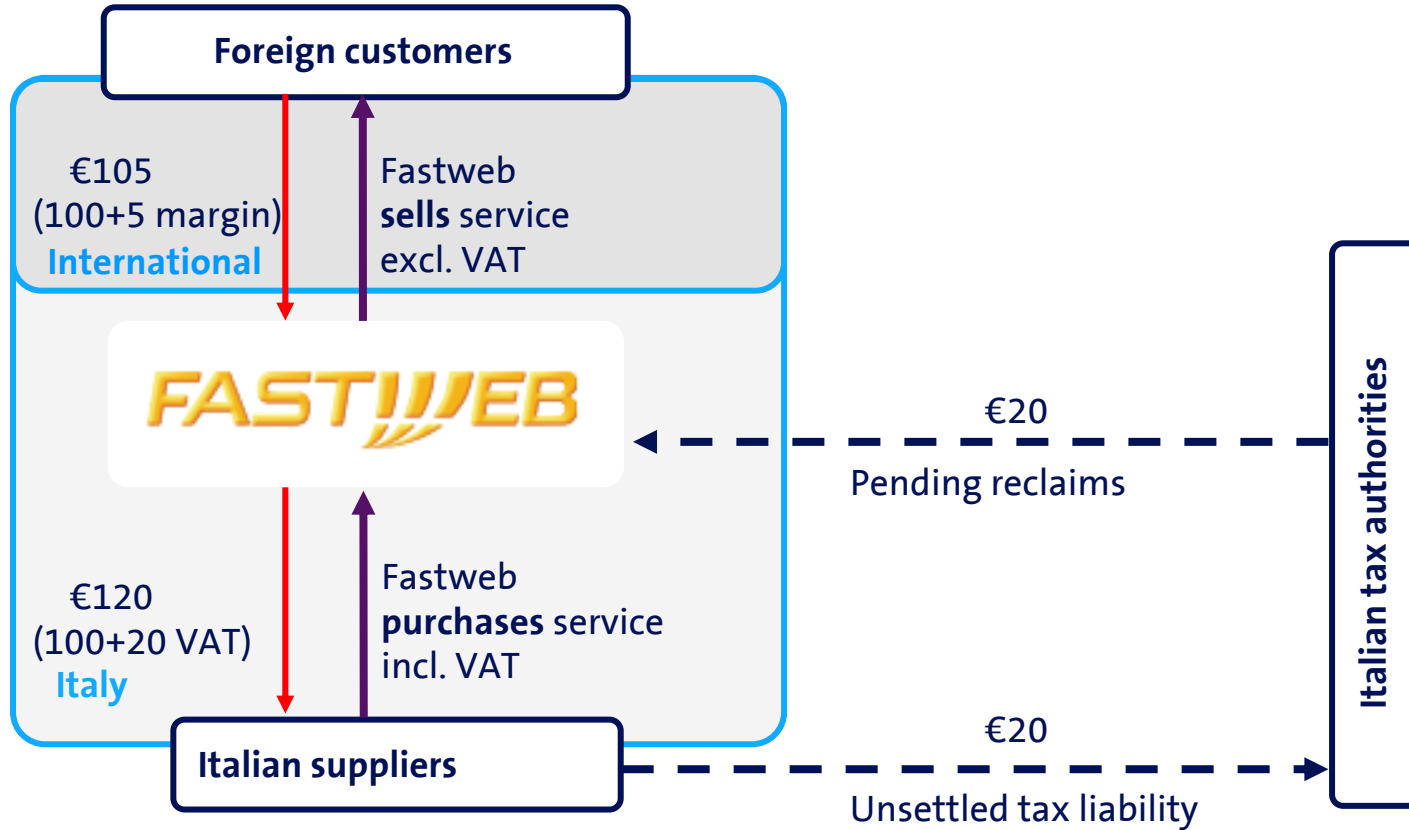 Foreign customers
€105
(100+5 margin)
International
Fastweb
sells service
excl. VAT
FASTWEB
€20
Pending reclaims
Italian tax authorities
€120
(100+20 VAT)
Italy
Fastweb
purchases service
incl. VAT
Italian suppliers
€20
Unsettled tax liability